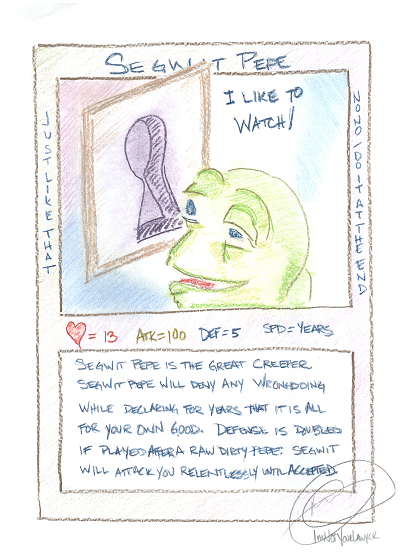 SEGWIT PEPE
I LIKE TO
WATCH!
JUST LIKE THAT
NO NO / DO IT AT THE END
♥ = 13 ATK=100 DEF=5 SPD=YEARS
SEGWIT PEPE IS THE GREAT CREEPER
SEGWIT PEPE WILL DENY ANY WRONGDOING
WHILE DECLARING FOR YEARS THAT IT IS ALL
FOR YOUR OWN GOOD. DEFENSE IS DOUBLED
IF PLAYED AFTER A RAW DIRTY PEPE. SEGWIT
WILL ATTACK YOU RELENTLESSLY UNTIL ACCEPTED.
ImNotYourLawyer